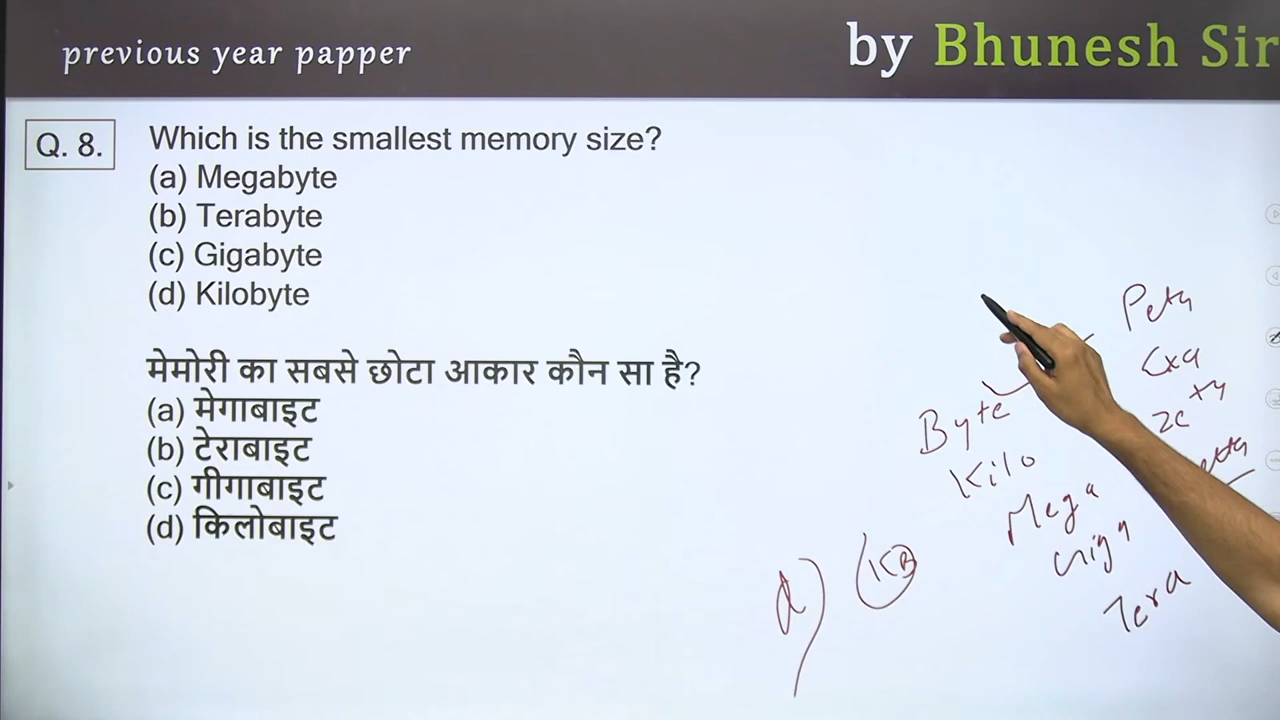 previous year papper
by Bhunesh Sir
Q. 8.
Which is the smallest memory size?
(a) Megabyte
(b) Terabyte
(c) Gigabyte
(d) Kilobyte
मेमोरी का सबसे छोटा आकार कौन सा है?
(a) मेगाबाइट
(b) टेराबाइट
(c) गीगाबाइट
(d) किलोबाइट
Byte
Kilo
Mega
Giga
Tera
Peta
Exa
d)
KB